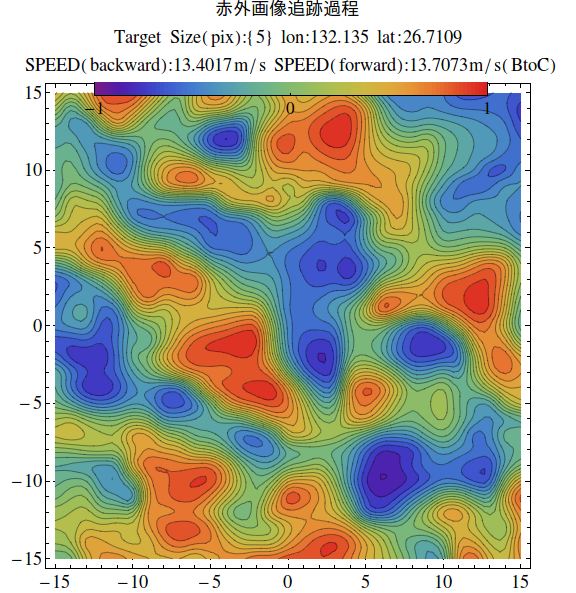 赤外画像追跡過程
Target Size(pix):{5} lon:132.135 lat:26.7109
SPEED(backward):13.4017m/s SPEED(forward):13.7073m/s(BtoC)
-1 0 1
15
10
5
0
-5
-10
-15
-15 -10 -5 0 5 10 15